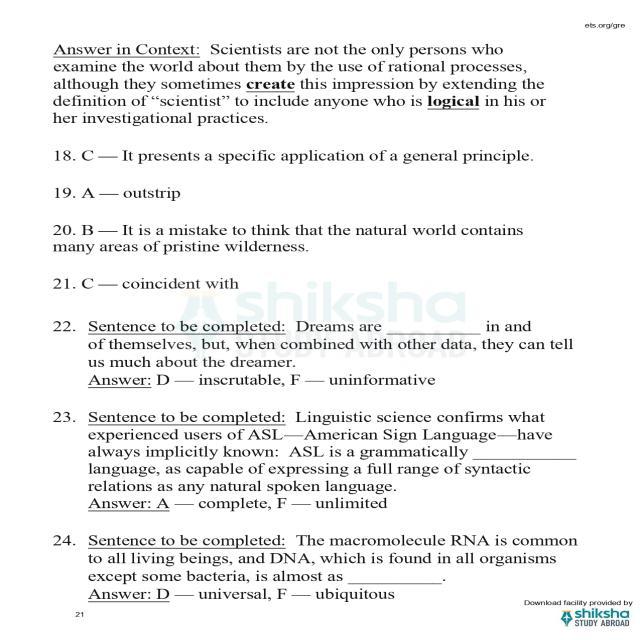 ets.org/gre
Answer in Context: Scientists are not the only persons who
examine the world about them by the use of rational processes,
although they sometimes create this impression by extending the
definition of “scientist” to include anyone who is logical in his or
her investigational practices.
18. C — It presents a specific application of a general principle.
19. A — outstrip
20. B — It is a mistake to think that the natural world contains
many areas of pristine wilderness.
21. C — coincident with
shiksha
STUDY ABROAD
22. Sentence to be completed: Dreams are ____________ in and
of themselves, but, when combined with other data, they can tell
us much about the dreamer.
Answer: D — inscrutable, F — uninformative
23. Sentence to be completed: Linguistic science confirms what
experienced users of ASL—American Sign Language—have
always implicitly known: ASL is a grammatically _____________
language, as capable of expressing a full range of syntactic
relations as any natural spoken language.
Answer: A — complete, F — unlimited
24. Sentence to be completed: The macromolecule RNA is common
to all living beings, and DNA, which is found in all organisms
except some bacteria, is almost as ____________.
Answer: D — universal, F — ubiquitous
21
Download facility provided by
shiksha
STUDY ABROAD